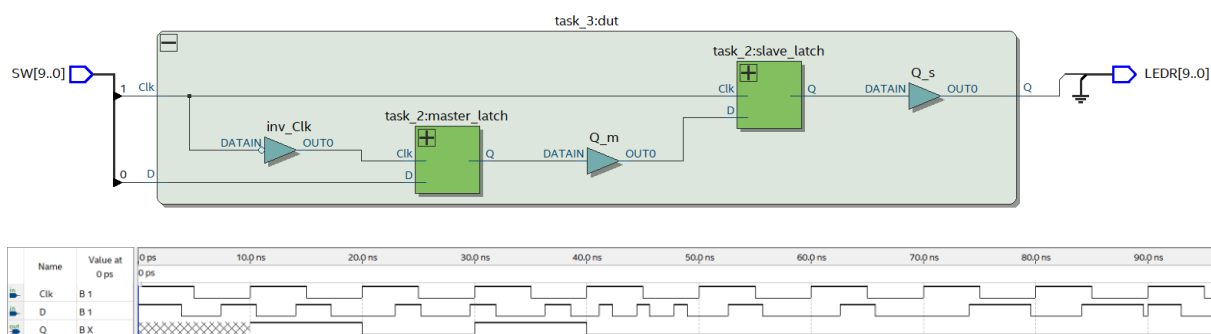 task_3:dut
task_2:slave_latch
SW[9..0]
LEDR[9..0]
1 Clk
Clk Q
DATAIN Q_s OUT0
Q
D
task_2:master_latch
inv_Clk
DATAIN OUT0
Clk Q
DATAIN Q_m OUT0
0 D
D
Name
Value at
0 ps
0 ps 10.0 ns 20.0 ns 30.0 ns 40.0 ns 50.0 ns 60.0 ns 70.0 ns 80.0 ns 90.0 ns
0 ps
in Clk B 1
in D B 1
out Q B X